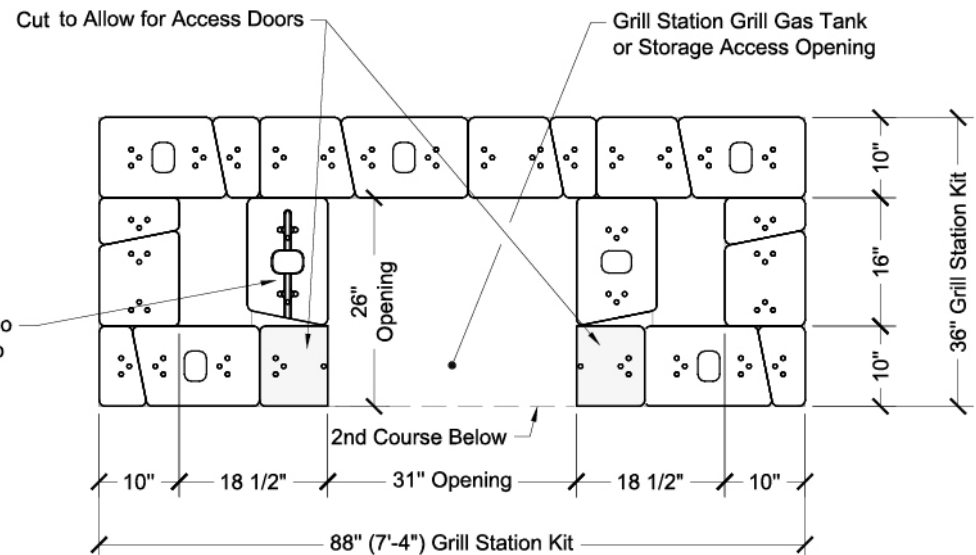 Cut to Allow for Access Doors
Grill Station Grill Gas Tank
or Storage Access Opening
10"
16"
10"
36" Grill Station Kit
26"
Opening
2nd Course Below
10"
18 1/2"
31" Opening
18 1/2"
10"
88" (7'-4") Grill Station Kit